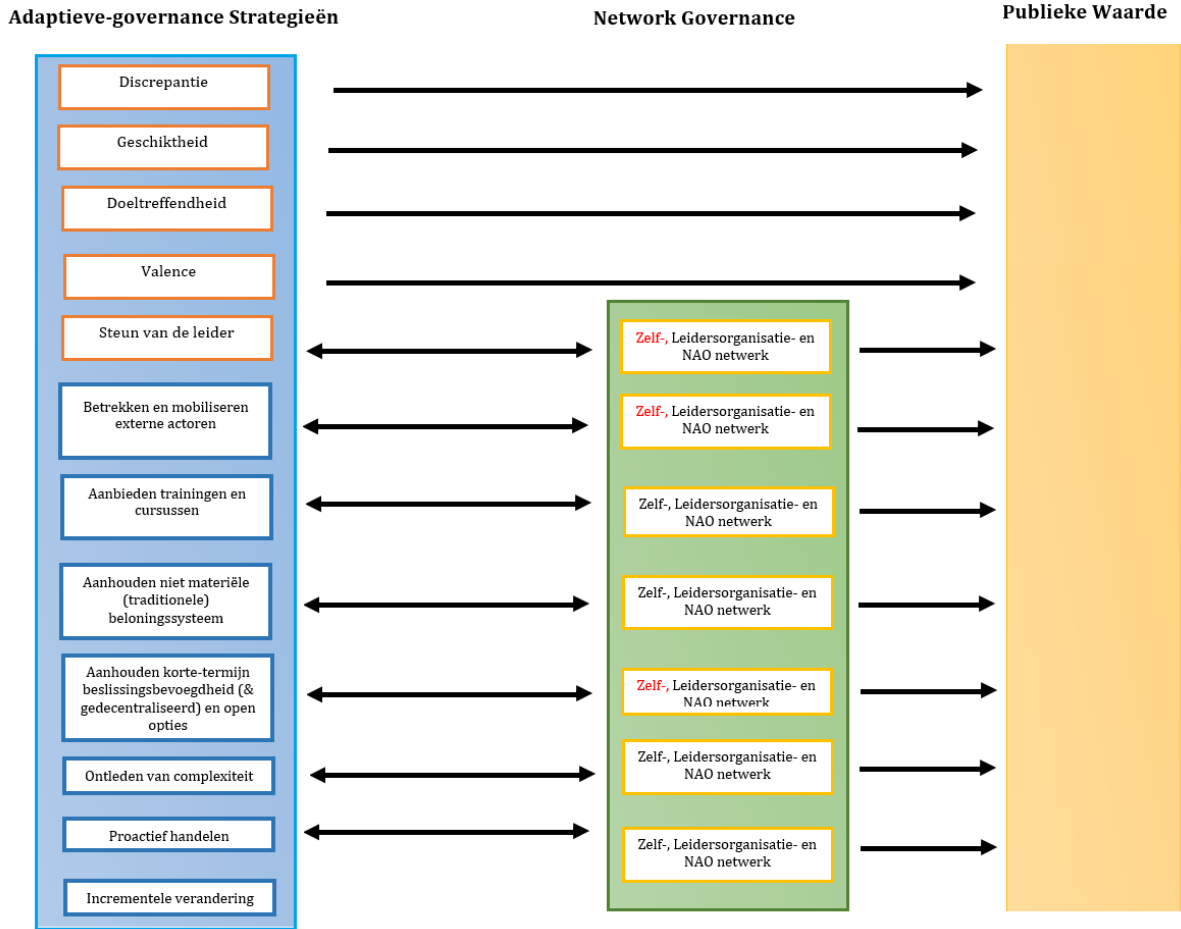 Adaptieve-governance Strategieën
Network Governance
Publieke Waarde
Discrepantie
Geschiktheid
Doeltreffendheid
Valence
Steun van de leider
Zelf-, Leidersorganisatie- en
NAO netwerk
Betrekken en mobiliseren
externe actoren
Zelf-, Leidersorganisatie- en
NAO netwerk
Aanbieden trainingen en
cursussen
Zelf-, Leidersorganisatie- en
NAO netwerk
Aanhouden niet materiële
(traditionele)
beloningssysteem
Zelf-, Leidersorganisatie- en
NAO netwerk
Aanhouden korte-termijn
beslissingsbevoegdheid (&
gedecentraliseerd) en open
opties
Zelf-, Leidersorganisatie- en
NAO netwerk
Ontleden van complexiteit
Zelf-, Leidersorganisatie- en
NAO netwerk
Proactief handelen
Zelf-, Leidersorganisatie- en
NAO netwerk
Incrementele verandering